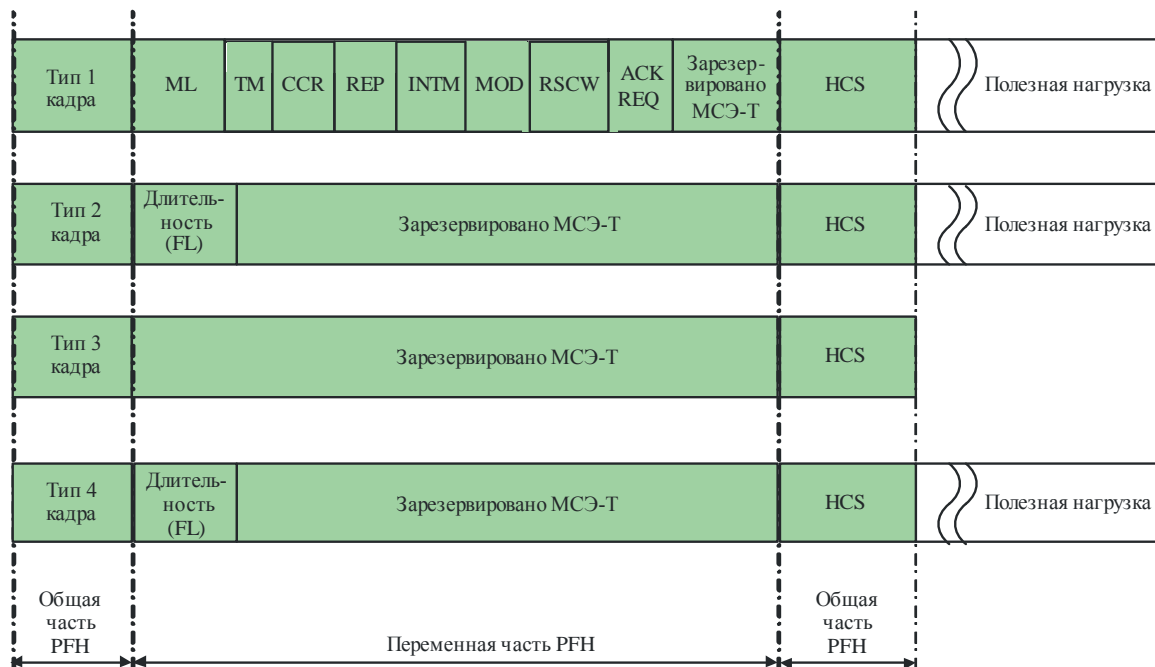 Тип 1
кадра
ML
TM
CCR
REP
INTM
MOD
RSCW
ACK
REQ
Зарезер-
вировано
МСЭ-Т
HCS
Полезная нагрузка
Тип 2
кадра
Длитель-
ность
(FL)
Зарезервировано МСЭ-Т
HCS
Полезная нагрузка
Тип 3
кадра
Зарезервировано МСЭ-Т
HCS
Тип 4
кадра
Длитель-
ность
(FL)
Зарезервировано МСЭ-Т
HCS
Полезная нагрузка
Общая
часть
PFH
Переменная часть PFH
Общая
часть
PFH